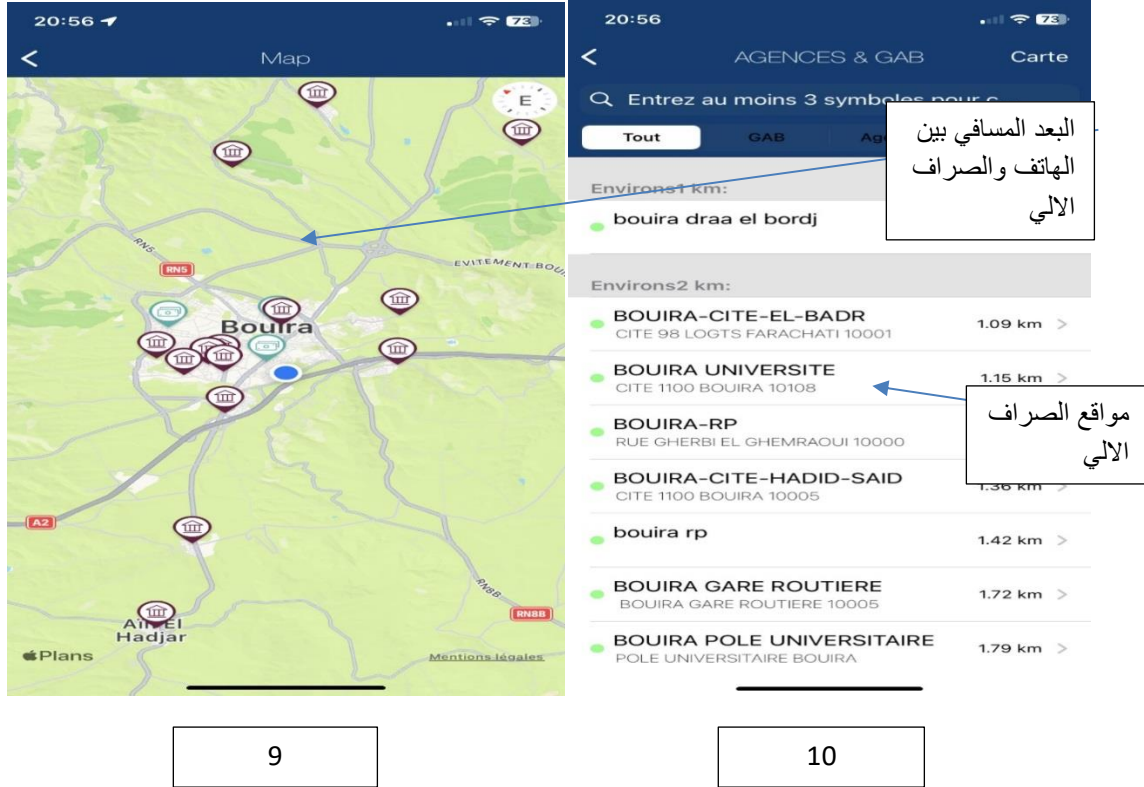 20:56
73
Map
E
RN5
RN5
EVITEMENT BOU
Bouira
A2
RN8B
RN8B
Aïn El
Hadjar
Plans
Mentions légales
9
20:56
73
AGENCES & GAB
Carte
Entrez au moins 3 symboles pour c
Tout
GAB
البعد المسافي بين
الهاتف والصراف
الالي
Environs1 km:
bouira draa el bordj
Environs2 km:
BOUIRA-CITE-EL-BADR
CITE 98 LOGTS FARACHATI 10001
1.09 km
BOUIRA UNIVERSITE
CITE 1100 BOUIRA 10108
1.15 km
مواقع الصراف
الالي
BOUIRA-RP
RUE GHERBI EL GHEMRAOUI 10000
BOUIRA-CITE-HADID-SAID
CITE 1100 BOUIRA 10005
1.36 km
bouira rp
1.42 km
BOUIRA GARE ROUTIERE
BOUIRA GARE ROUTIERE 10005
1.72 km
BOUIRA POLE UNIVERSITAIRE
POLE UNIVERSITAIRE BOUIRA
1.79 km
10